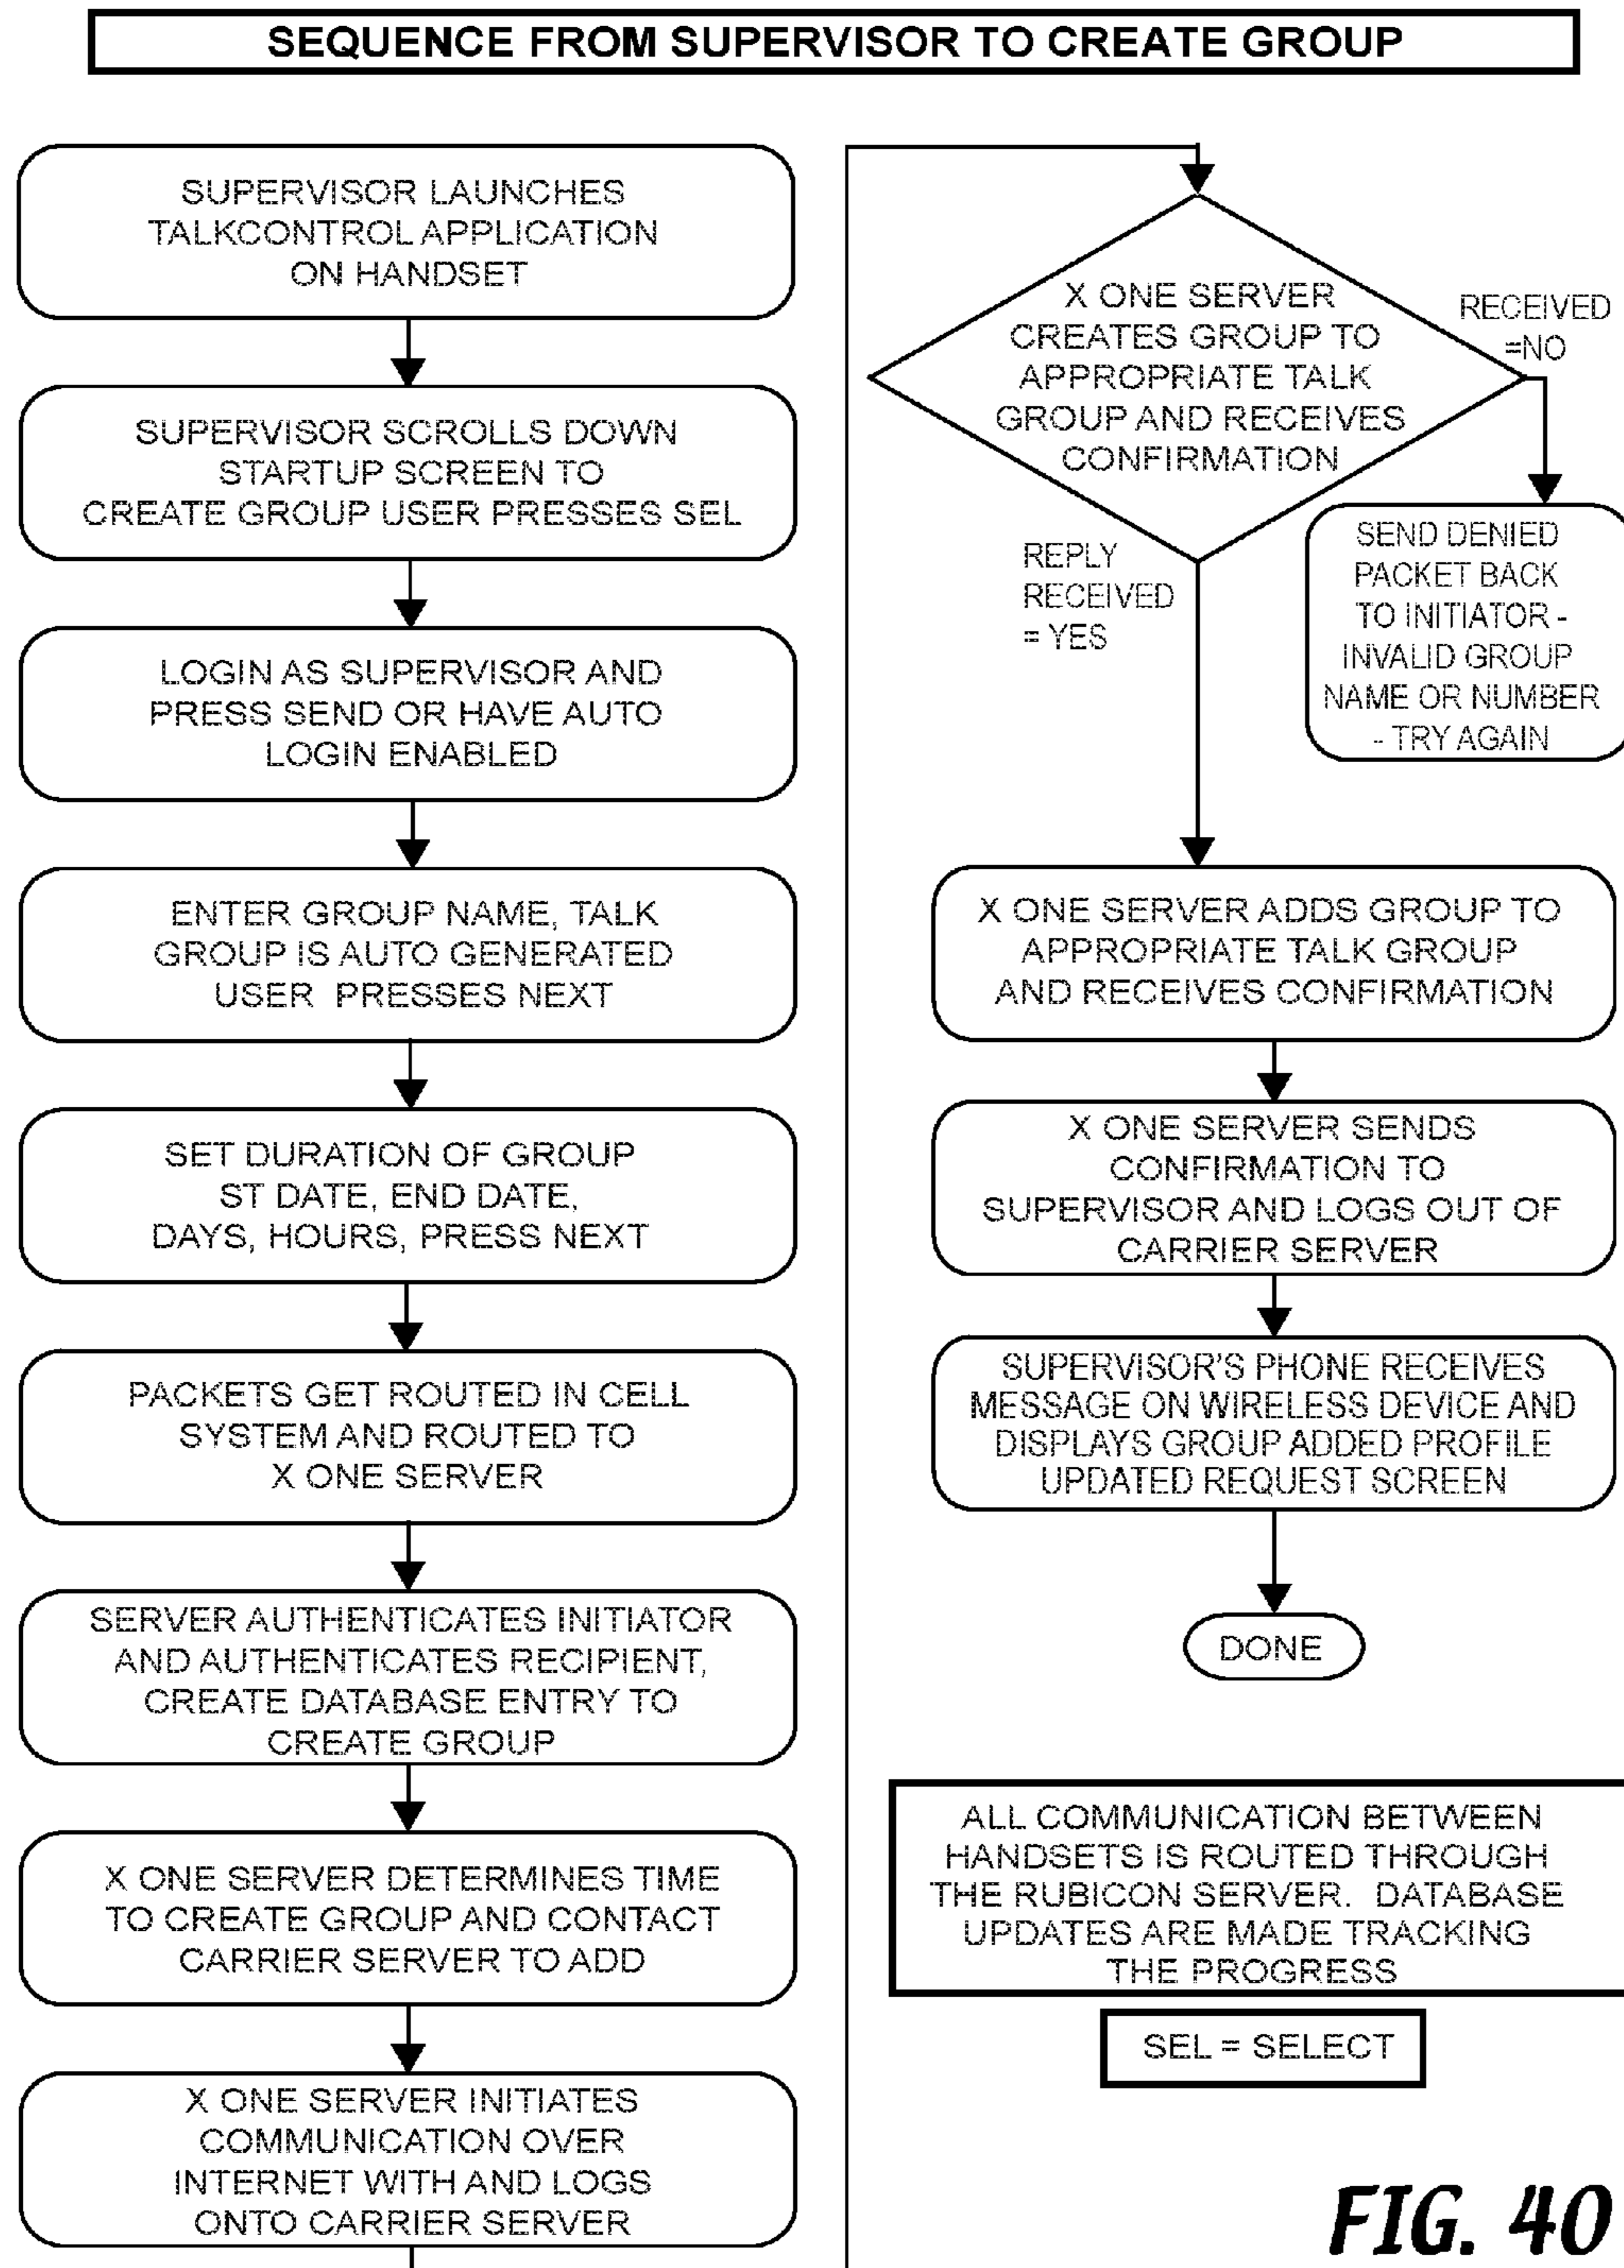 SEQUENCE FROM SUPERVISOR TO CREATE GROUP
SUPERVISOR LAUNCHES
TALKCONTROL APPLICATION
ON HANDSET
SUPERVISOR SCROLLS DOWN
STARTUP SCREEN TO
CREATE GROUP USER PRESSES SEL
LOGIN AS SUPERVISOR AND
PRESS SEND OR HAVE AUTO
LOGIN ENABLED
ENTER GROUP NAME, TALK
GROUP IS AUTO GENERATED
USER PRESSES NEXT
SET DURATION OF GROUP
ST DATE, END DATE,
DAYS, HOURS, PRESS NEXT
PACKETS GET ROUTED IN CELL
SYSTEM AND ROUTED TO
X ONE SERVER
SERVER AUTHENTICATES INITIATOR
AND AUTHENTICATES RECIPIENT,
CREATE DATABASE ENTRY TO
CREATE GROUP
X ONE SERVER DETERMINES TIME
TO CREATE GROUP AND CONTACT
CARRIER SERVER TO ADD
X ONE SERVER INITIATES
COMMUNICATION OVER
INTERNET WITH AND LOGS
ONTO CARRIER SERVER
X ONE SERVER
CREATES GROUP TO
APPROPRIATE TALK
GROUP AND RECEIVES
CONFIRMATION
RECEIVED
=NO
SEND DENIED
PACKET BACK
TO INITIATOR -
INVALID GROUP
NAME OR NUMBER
- TRY AGAIN
REPLY
RECEIVED
= YES
X ONE SERVER ADDS GROUP TO
APPROPRIATE TALK GROUP
AND RECEIVES CONFIRMATION
X ONE SERVER SENDS
CONFIRMATION TO
SUPERVISOR AND LOGS OUT OF
CARRIER SERVER
SUPERVISOR'S PHONE RECEIVES
MESSAGE ON WIRELESS DEVICE AND
DISPLAYS GROUP ADDED PROFILE
UPDATED REQUEST SCREEN
DONE
ALL COMMUNICATION BETWEEN
HANDSETS IS ROUTED THROUGH
THE RUBICON SERVER. DATABASE
UPDATES ARE MADE TRACKING
THE PROGRESS
SEL = SELECT
FIG. 40